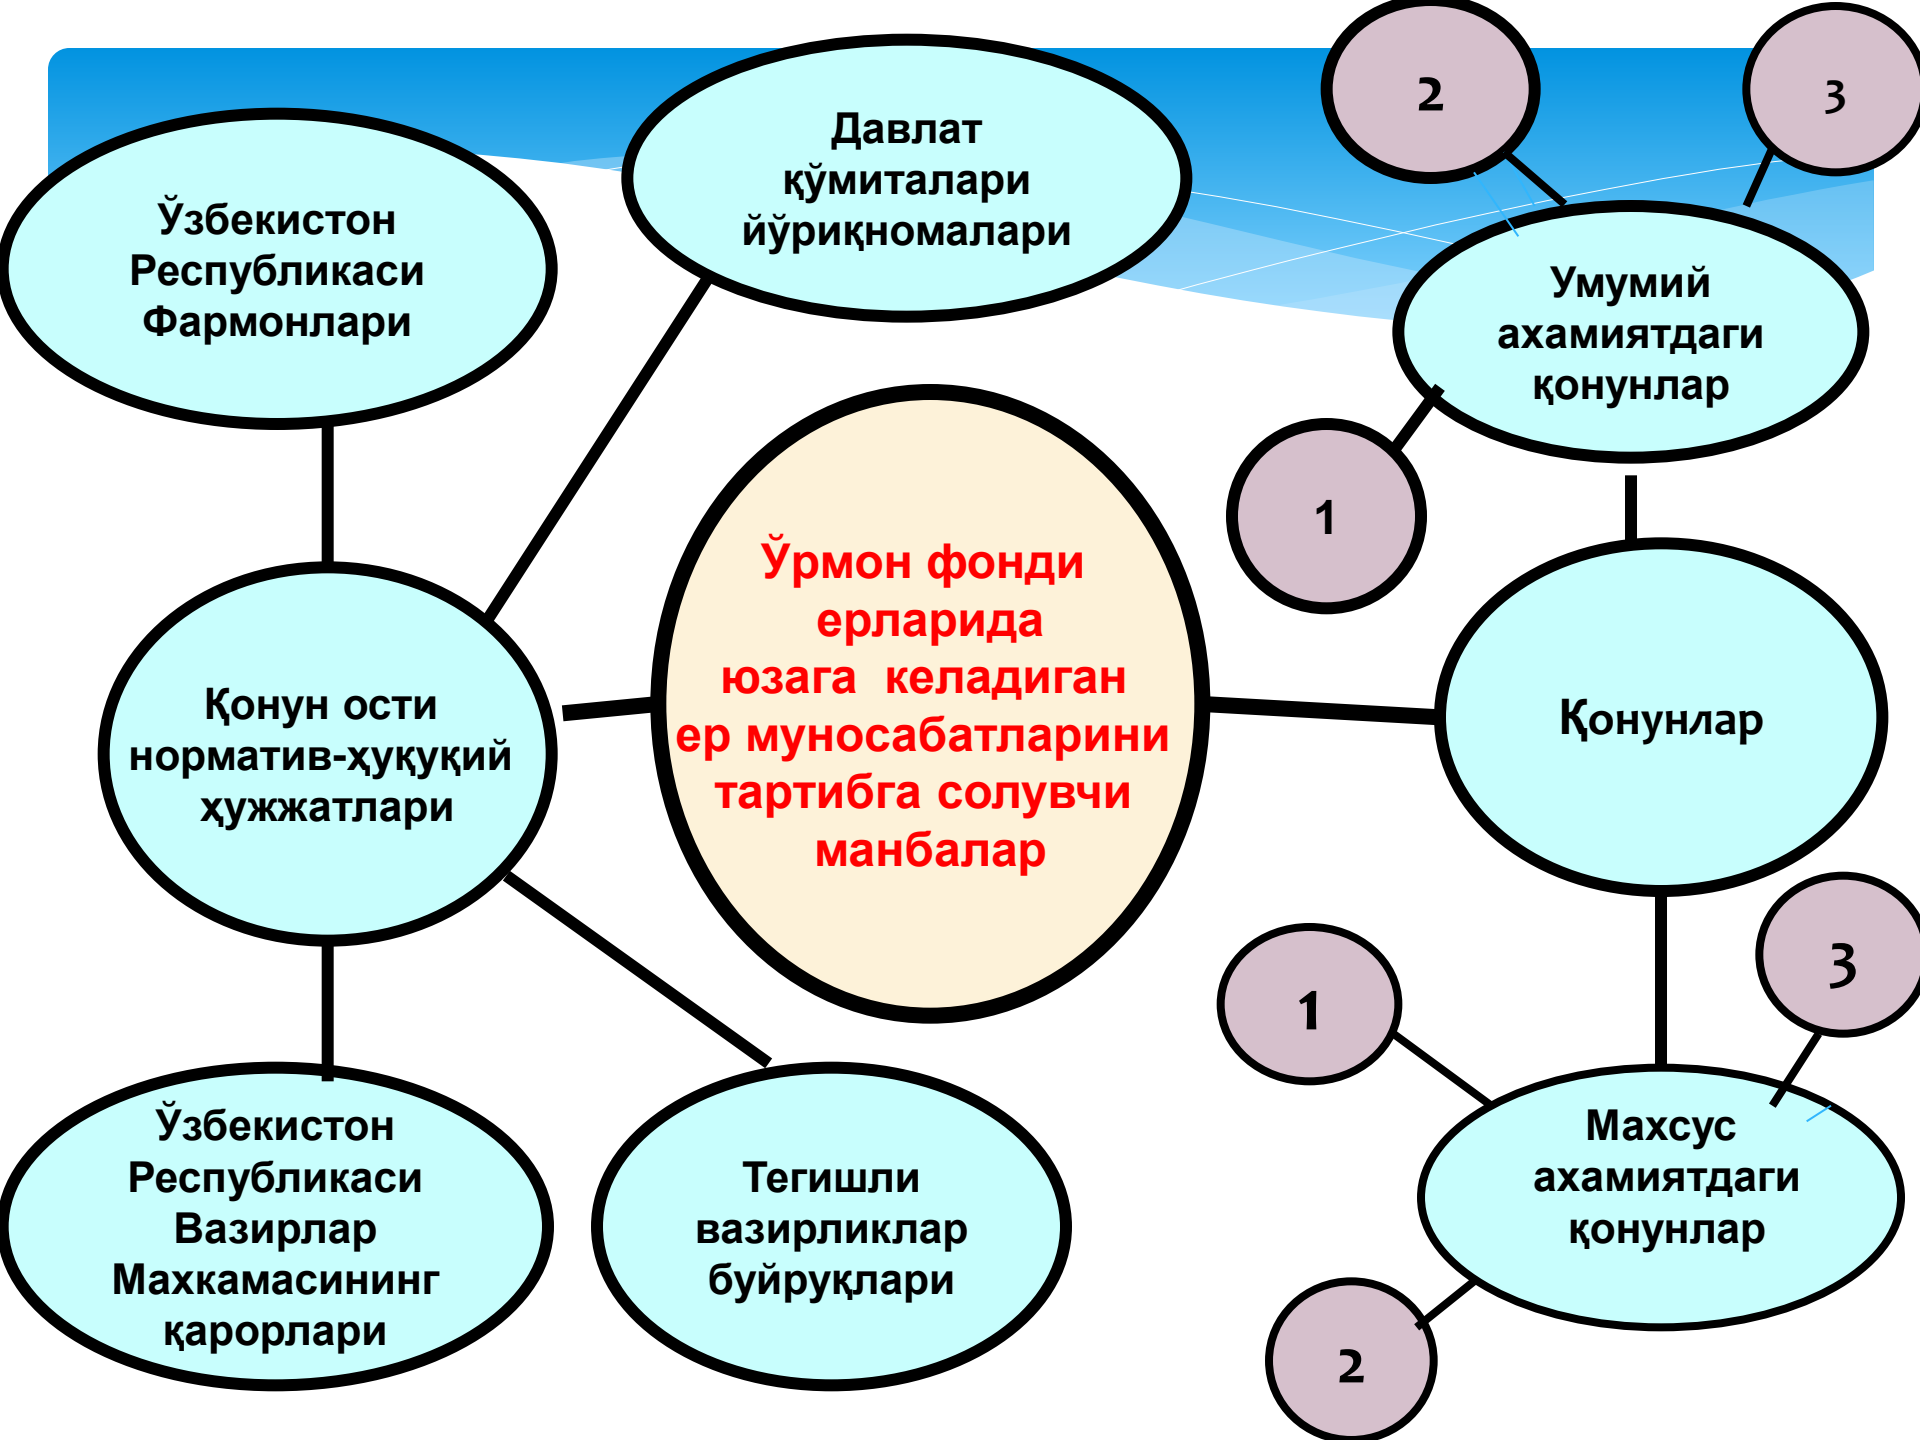 Ўзбекистон
Республикаси
Фармонлари
Давлат
қўмиталари
йўриқномалари
2
3
Умумий
ахамиятдаги
қонунлар
1
Ўрмон фонди
ерларида
юзага келадиган
ер муносабатларини
тартибга солувчи
манбалар
Қонун ости
норматив-ҳуқуқий
ҳужжатлари
Қонунлар
1
3
Ўзбекистон
Республикаси
Вазирлар
Махкамасининг
қарорлари
Тегишли
вазирликлар
буйруқлари
Махсус
ахамиятдаги
қонунлар
2